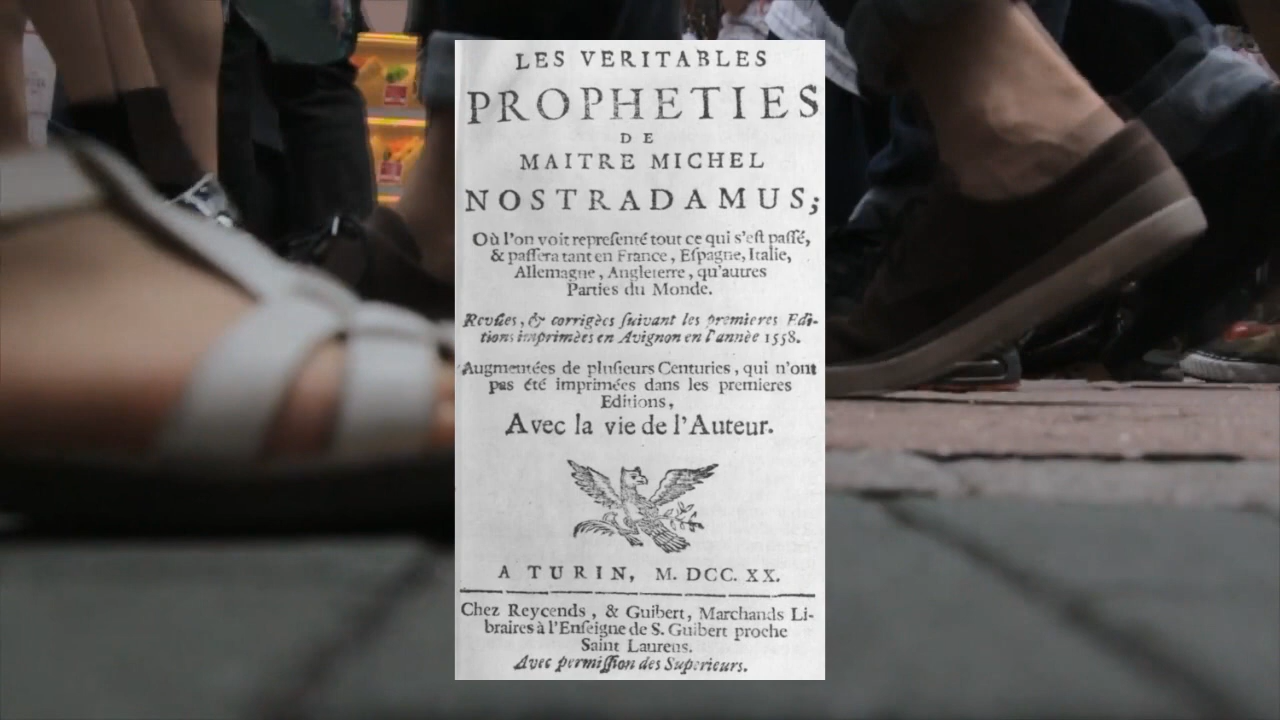 LES VERITABLES
PROPHETIES
DE
MAITRE MICHEL
NOSTRADAMUS;
Où l'on voit repreſenté tout ce qui s'eſt paſſé,
& paſſera tant en France, Eſpagne, Italie,
Allemagne, Angleterre, qu'autres
Parties du Monde.
Revûes, & corrigées ſuivant les premieres Edi-
tions imprimèes en Avignon en l'annèe 1558.
Augmentées de pluſieurs Centuries, qui n'ont
pas été imprimées dans les premieres
Editions,
Avec la vie de l'Auteur.
A TURIN, M. DCC. XX.
Chez Reycends, & Guibert, Marchands Li-
braires à l'Enſeigne de S. Guibert proche
Saint Laurens.
Avec permiſſion des Superieurs.